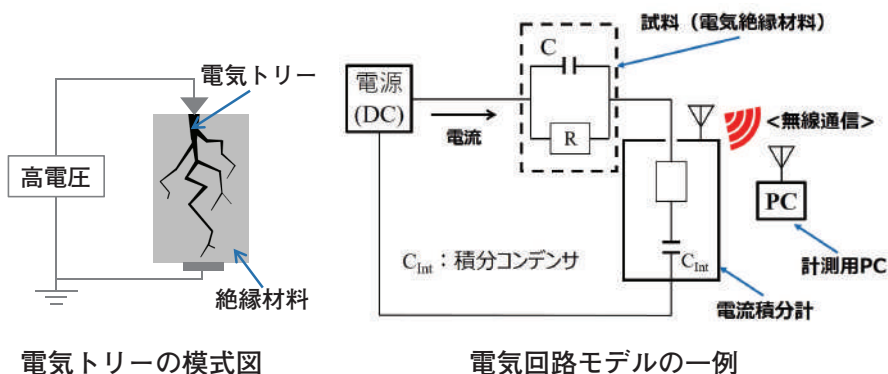 電気トリー
高電圧
絶縁材料
電気トリーの模式図
試料（電気絶縁材料）
C
電源
(DC)
電流
R
<無線通信>
PC
計測用PC
CInt：積分コンデンサ
CInt
電流積分計
電気回路モデルの一例